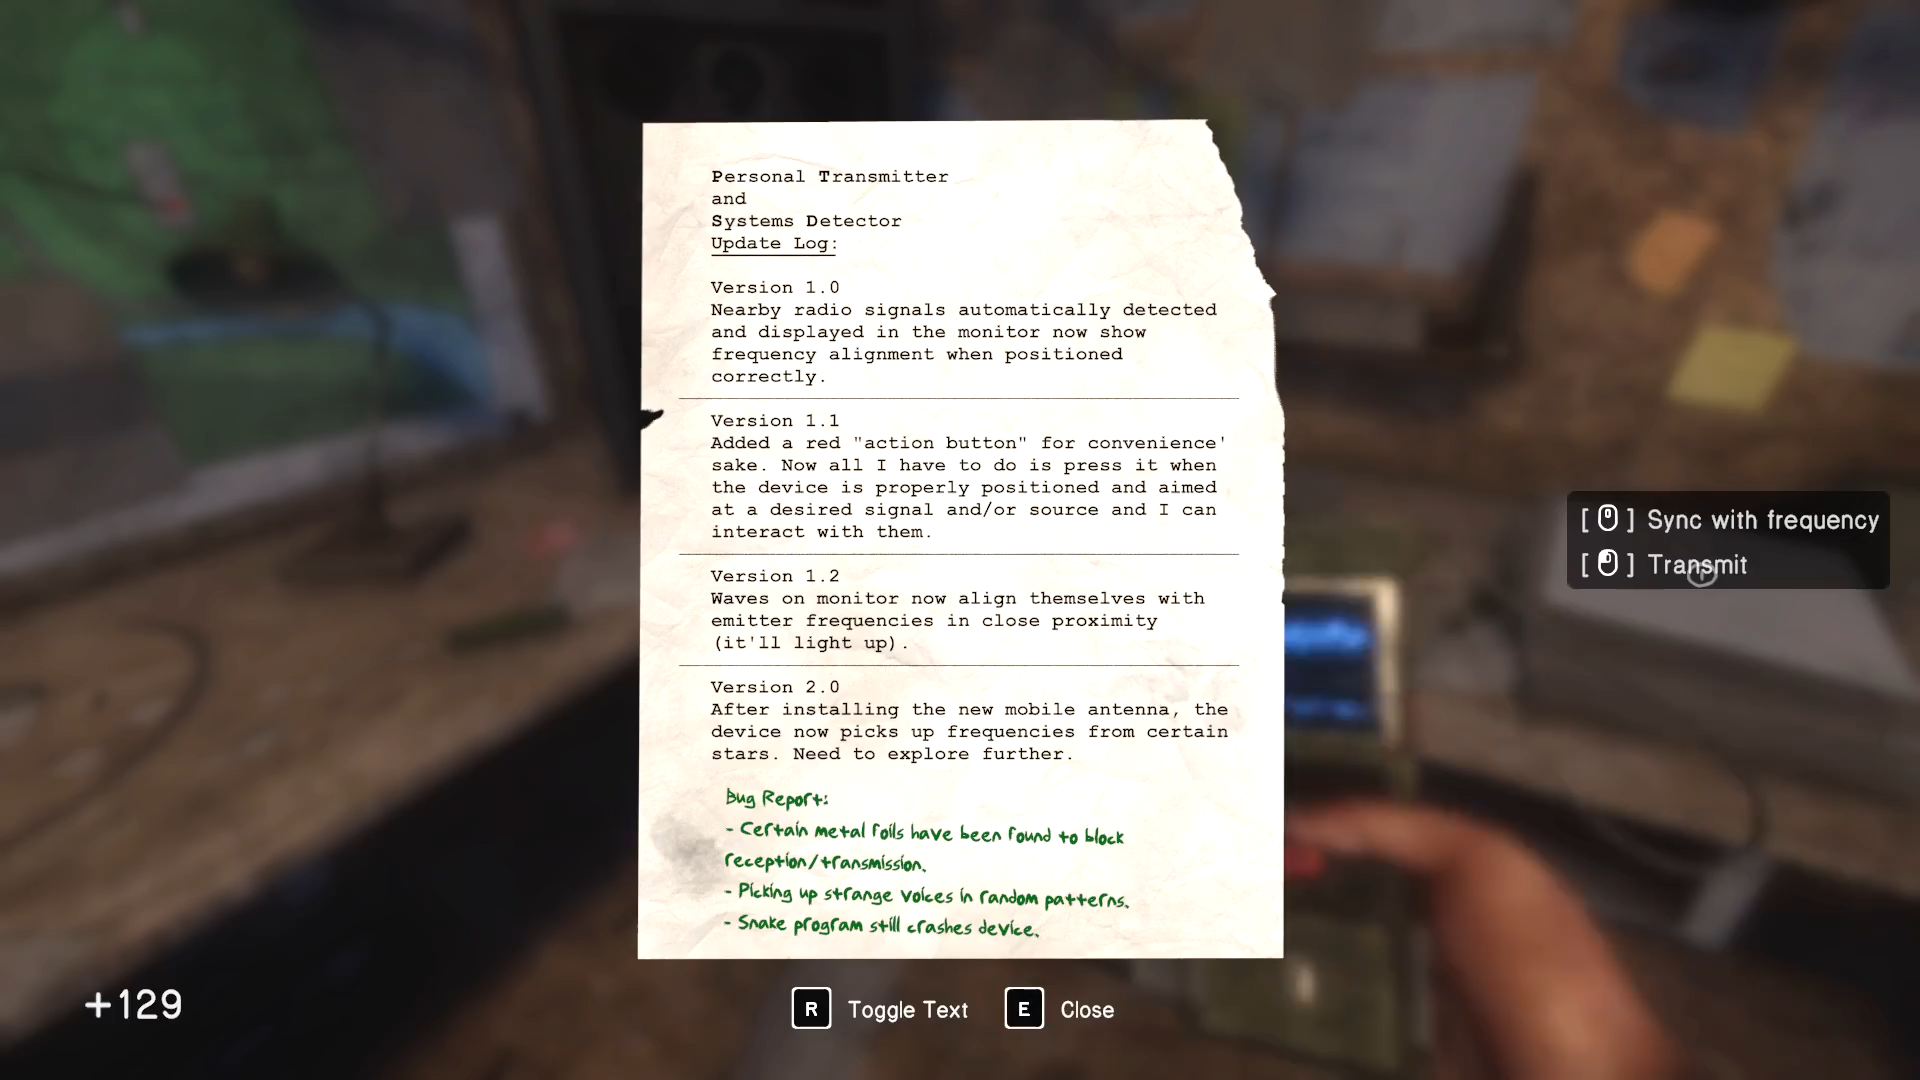 Personal Transmitter
and
Systems Detector
Update Log:
Version 1.0
Nearby radio signals automatically detected
and displayed in the monitor now show
frequency alignment when positioned
correctly.
Version 1.1
Added a red "action button" for convenience'
sake. Now all I have to do is press it when
the device is properly positioned and aimed
at a desired signal and/or source and I can
interact with them.
Version 1.2
Waves on monitor now align themselves with
emitter frequencies in close proximity
(it'll light up).
Version 2.0
After installing the new mobile antenna, the
device now picks up frequencies from certain
stars. Need to explore further.
Bug Report:
- Certain metal foils have been found to block
reception/transmission.
- Picking up strange voices in random patterns.
- Snake program still crashes device.
[ ] Sync with frequency
[ ] Transmit
+129
R Toggle Text E Close